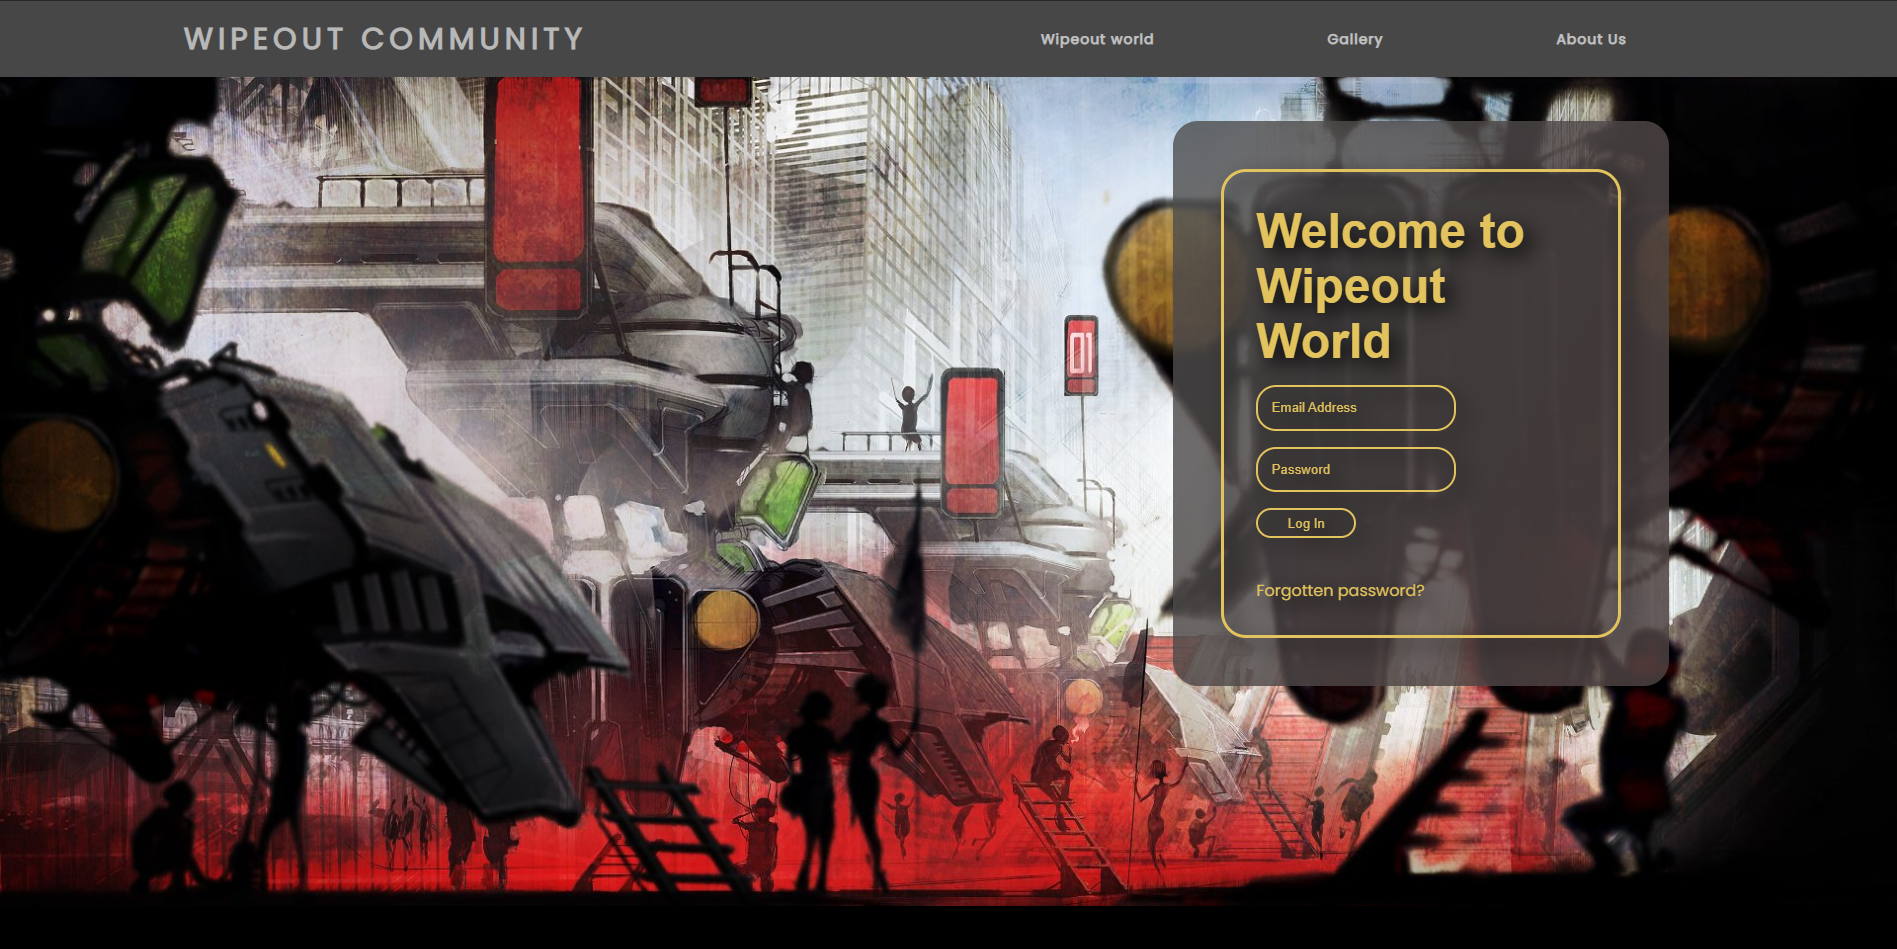 WIPEOUT COMMUNITY
Wipeout world
Gallery
About Us
01
Welcome to
Wipeout
World
Email Address
Password
Log In
Forgotten password?